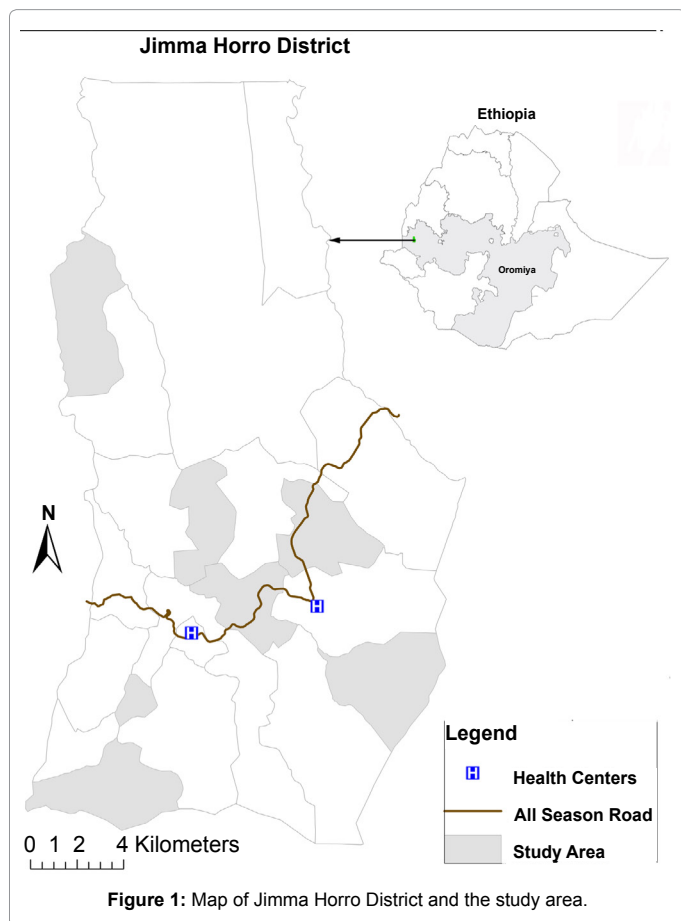 Jimma Horro District
Ethiopia
Oromiya
N
H
H
Legend
H Health Centers
All Season Road
Study Area
0 1 2 4 Kilometers
Figure 1: Map of Jimma Horro District and the study area.